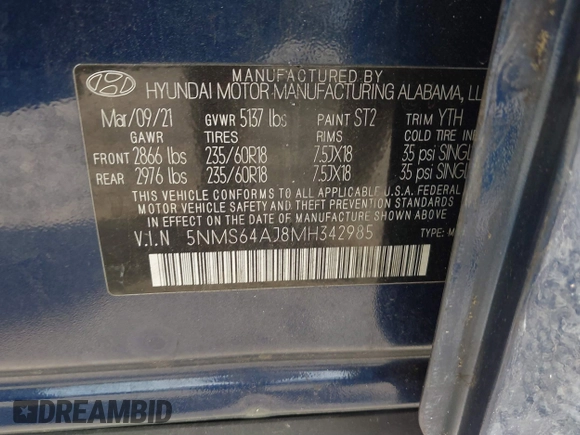 MANUFACTURED BY
HYUNDAI MOTOR MANUFACTURING ALABAMA,
Mar/09/21 GVWR 5137 lbs PAINT ST2 TRIM YTH
GAWR TIRES RIMS COLD TIRE
FRONT 2866 lbs 235/60R18 7.5JX18 35 psi
REAR 2976 lbs 235/60R18 7.5JX18 35 psi
THIS VEHICLE CONFORMS TO ALL APPLICABLE U.S.A. FEDERAL
MOTOR VEHICLE SAFETY AND THEFT PREVENTION STANDARDS
IN EFFECT ON THE DATE OF MANUFACTURE SHOWN ABOVE.
V.I.N 5NMS64AJ8MH342985 TYPE:
DREAMBID